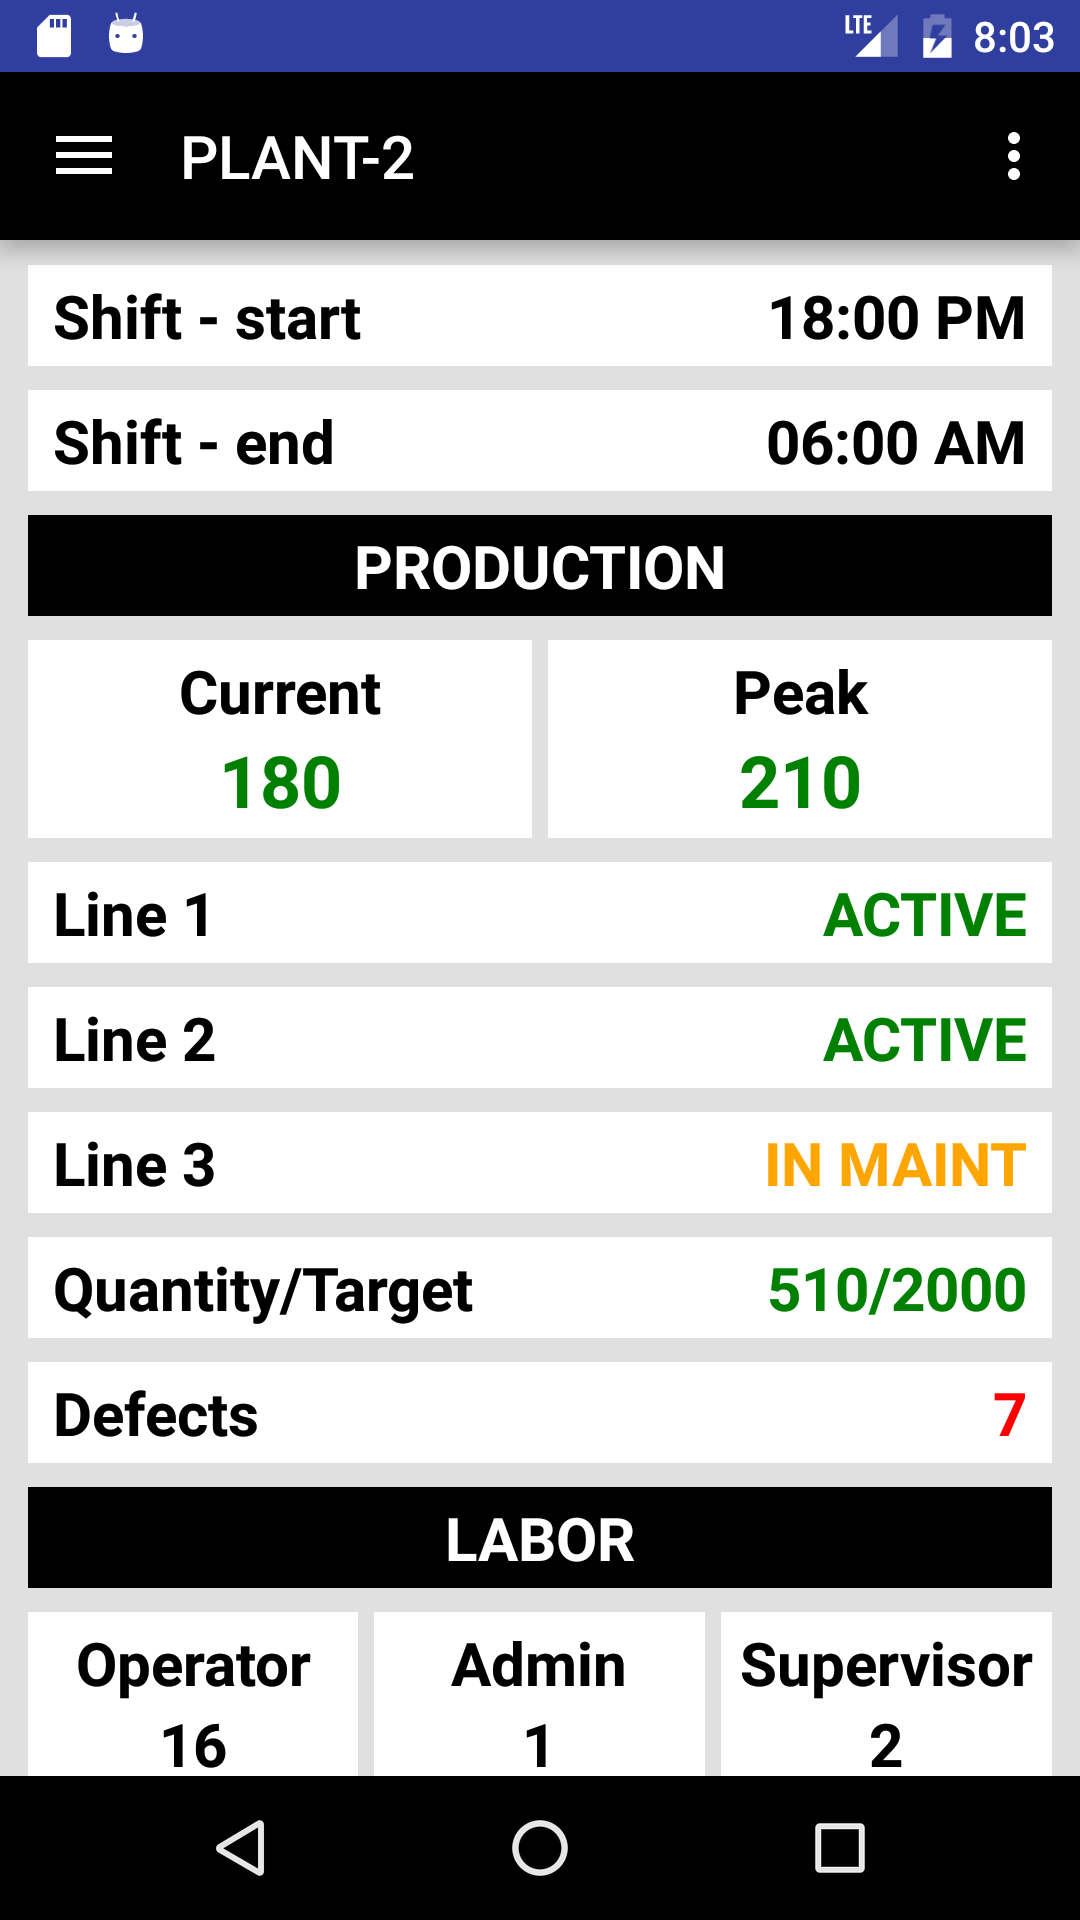 LTE 8:03
PLANT-2
Shift - start 18:00 PM
Shift - end 06:00 AM
PRODUCTION
Current Peak
180 210
Line 1 ACTIVE
Line 2 ACTIVE
Line 3 IN MAINT
Quantity/Target 510/2000
Defects 7
LABOR
Operator Admin Supervisor
16 1 2